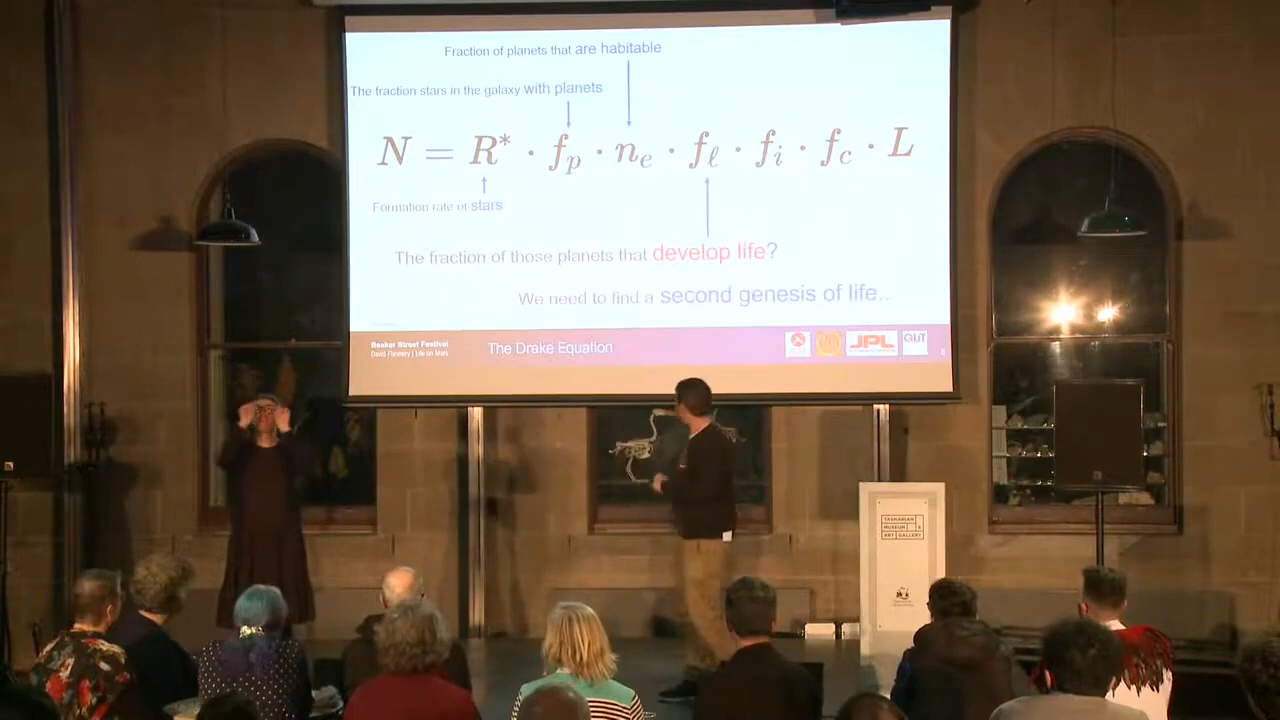 Fraction of planets that are habitable
The fraction stars in the galaxy with planets
N = R* · fp · ne · fℓ · fi · fc · L
Formation rate of stars
The fraction of those planets that develop life?
We need to find a second genesis of life..
Beaker Street Festival
David Flannery | Life on Mars
The Drake Equation
JPL
QUT
8
TASMANIAN
MUSEUM &
ART GALLERY